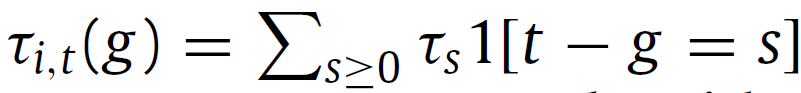 τ_{i,t}(g) = ∑_{s≥0} τ_s 1[t − g = s]